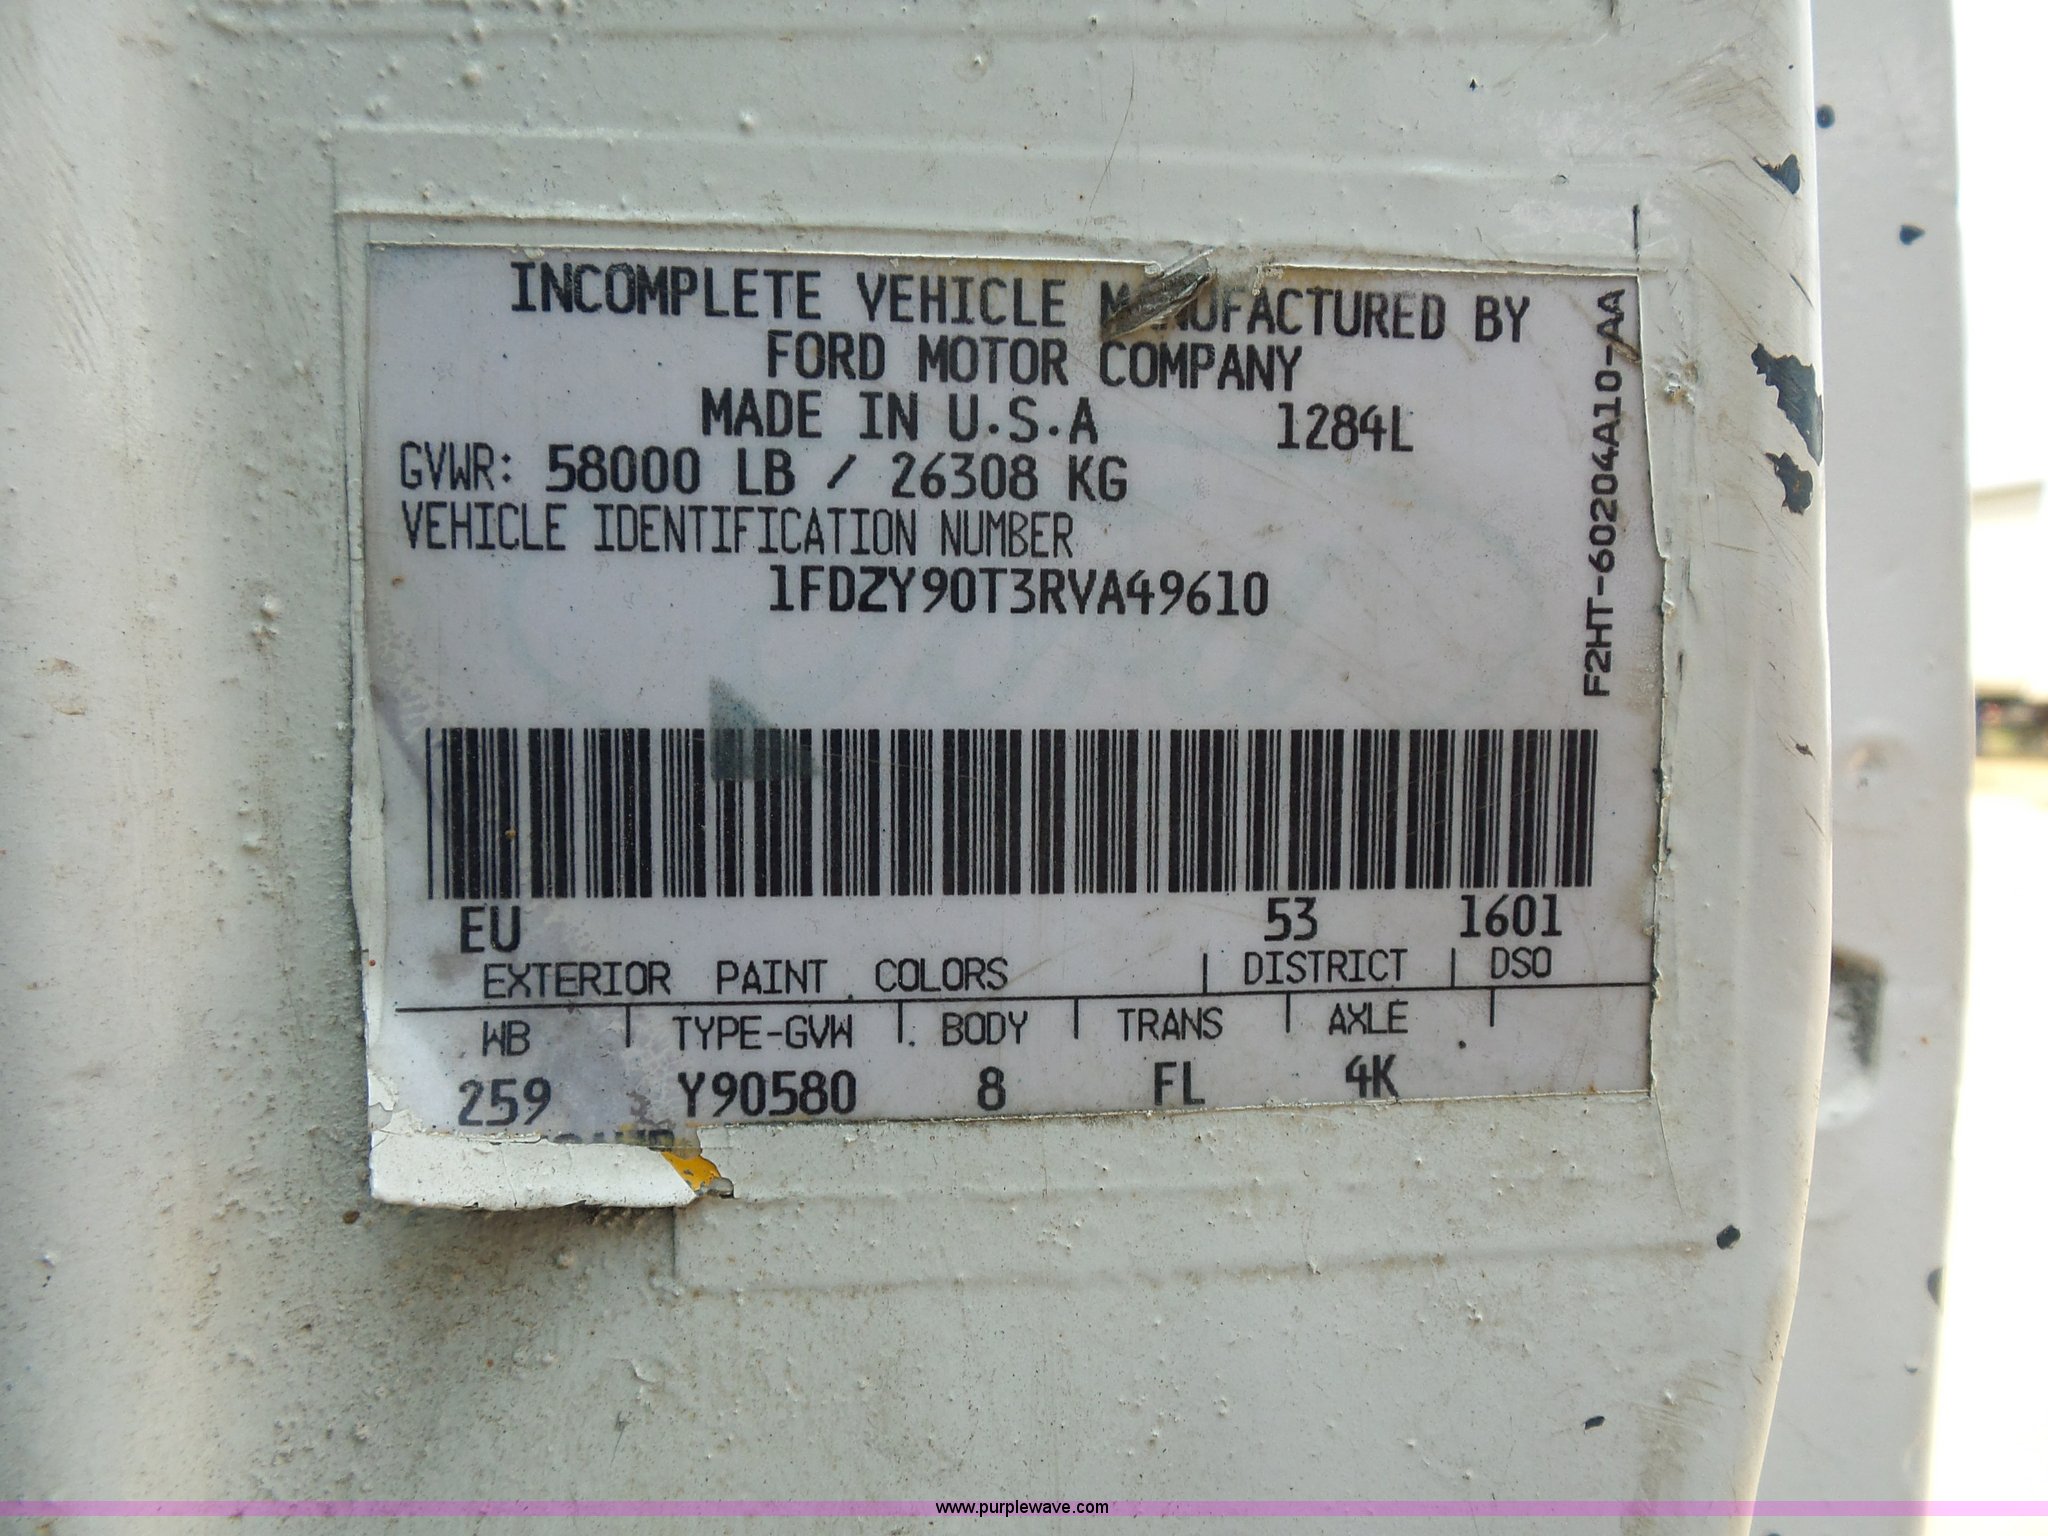 INCOMPLETE VEHICLE MANUFACTURED BY
FORD MOTOR COMPANY
MADE IN U.S.A 1284L
GVWR: 58000 LB / 26308 KG
VEHICLE IDENTIFICATION NUMBER
1FDZY90T3RVA49610
F2HT-60204A10-AA
EU 53 1601
EXTERIOR PAINT COLORS DISTRICT DSO
WB TYPE-GVW BODY TRANS AXLE
259 Y90580 8 FL 4K
www.purplewave.com